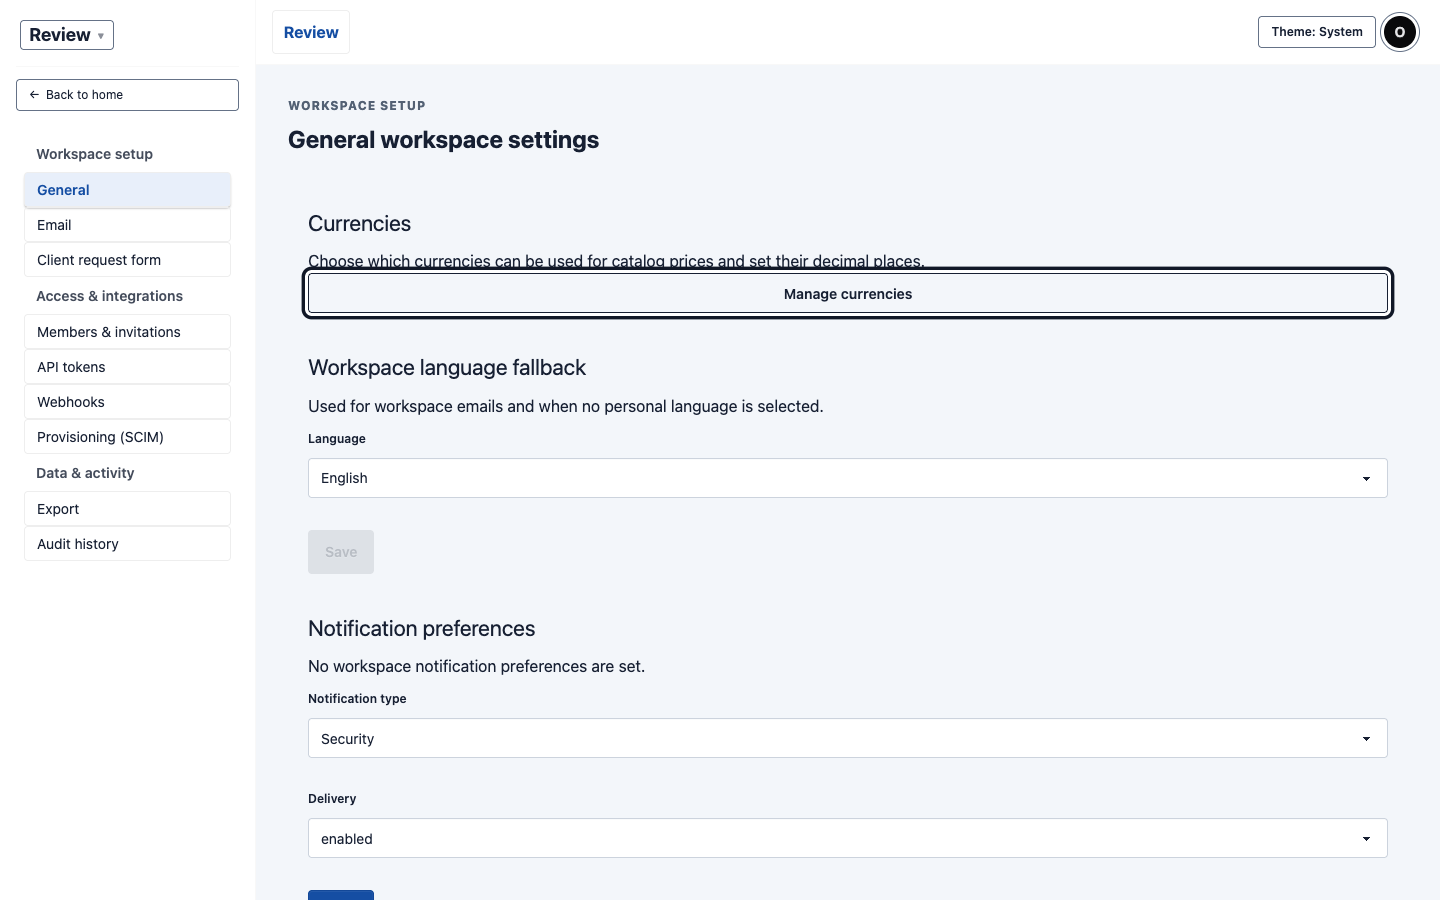 Review ▾
← Back to home
Workspace setup
General
Email
Client request form
Access & integrations
Members & invitations
API tokens
Webhooks
Provisioning (SCIM)
Data & activity
Export
Audit history
Review
Theme: System
O
WORKSPACE SETUP
General workspace settings
Currencies
Choose which currencies can be used for catalog prices and set their decimal places.
Manage currencies
Workspace language fallback
Used for workspace emails and when no personal language is selected.
Language
English
Save
Notification preferences
No workspace notification preferences are set.
Notification type
Security
Delivery
enabled